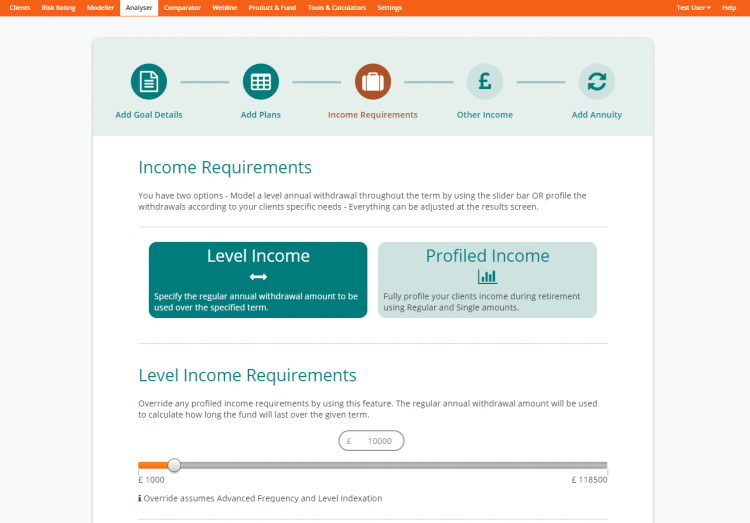 Clients Risk Rating Modeller Analyser Comparator Webline Product & Fund Tools & Calculators Settings Test User Help
Add Goal Details Add Plans Income Requirements Other Income Add Annuity
Income Requirements
You have two options - Model a level annual withdrawal throughout the term by using the slider bar OR profile the
withdrawals according to your clients specific needs - Everything can be adjusted at the results screen.
Level Income
Specify the regular annual withdrawal amount to be
used over the specified term.
Profiled Income
Fully profile your clients income during retirement
using Regular and Single amounts.
Level Income Requirements
Override any profiled income requirements by using this feature. The regular annual withdrawal amount will be used
to calculate how long the fund will last over the given term.
£ 10000
£ 1000 £ 118500
Override assumes Advanced Frequency and Level Indexation